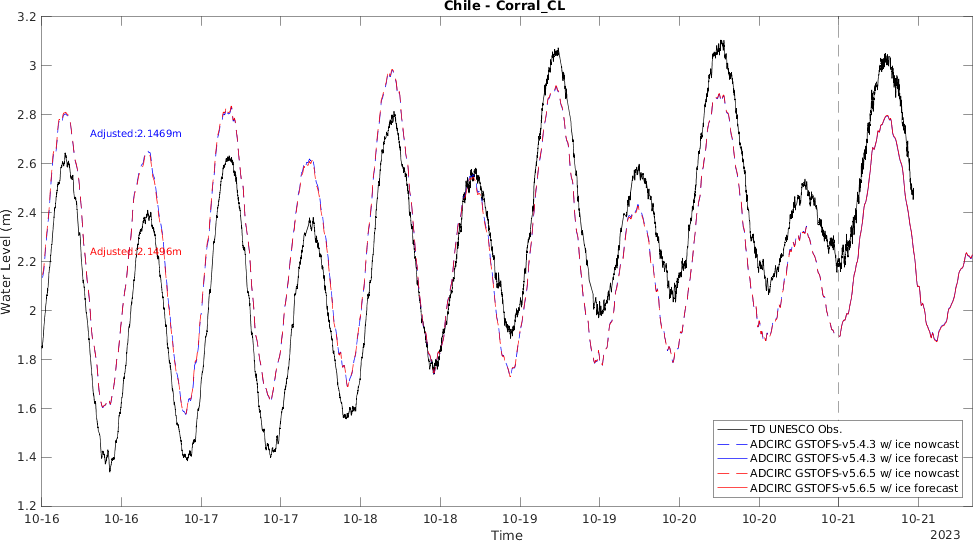 Chile - Corral_CL
3.2
3
2.8
2.6
2.4
2.2
2
1.8
1.6
1.4
1.2
Water Level (m)
Adjusted:2.1469m
Adjusted:2.1496m
TD UNESCO Obs.
ADCIRC GSTOFS-v5.4.3 w/ ice nowcast
ADCIRC GSTOFS-v5.4.3 w/ ice forecast
ADCIRC GSTOFS-v5.6.5 w/ ice nowcast
ADCIRC GSTOFS-v5.6.5 w/ ice forecast
10-16 10-16 10-17 10-17 10-18 10-18 10-19 10-19 10-20 10-20 10-21 10-21
2023
Time